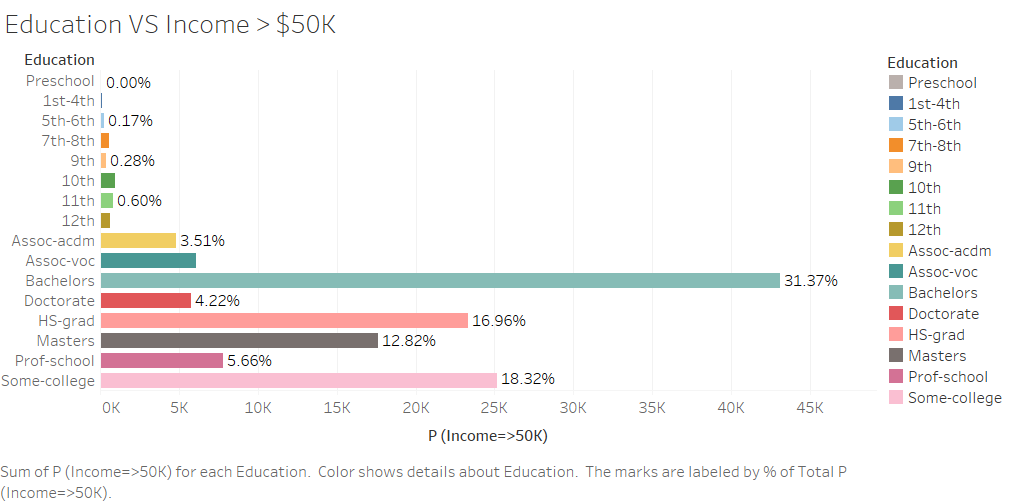 Education VS Income > $50K
Education
Preschool 0.00%
1st-4th
5th-6th 0.17%
7th-8th
9th 0.28%
10th
11th 0.60%
12th
Assoc-acdm 3.51%
Assoc-voc
Bachelors 31.37%
Doctorate 4.22%
HS-grad 16.96%
Masters 12.82%
Prof-school 5.66%
Some-college 18.32%
0K 5K 10K 15K 20K 25K 30K 35K 40K 45K
P (Income=>50K)
Education
Preschool
1st-4th
5th-6th
7th-8th
9th
10th
11th
12th
Assoc-acdm
Assoc-voc
Bachelors
Doctorate
HS-grad
Masters
Prof-school
Some-college
Sum of P (Income=>50K) for each Education. Color shows details about Education. The marks are labeled by % of Total P
(Income=>50K).